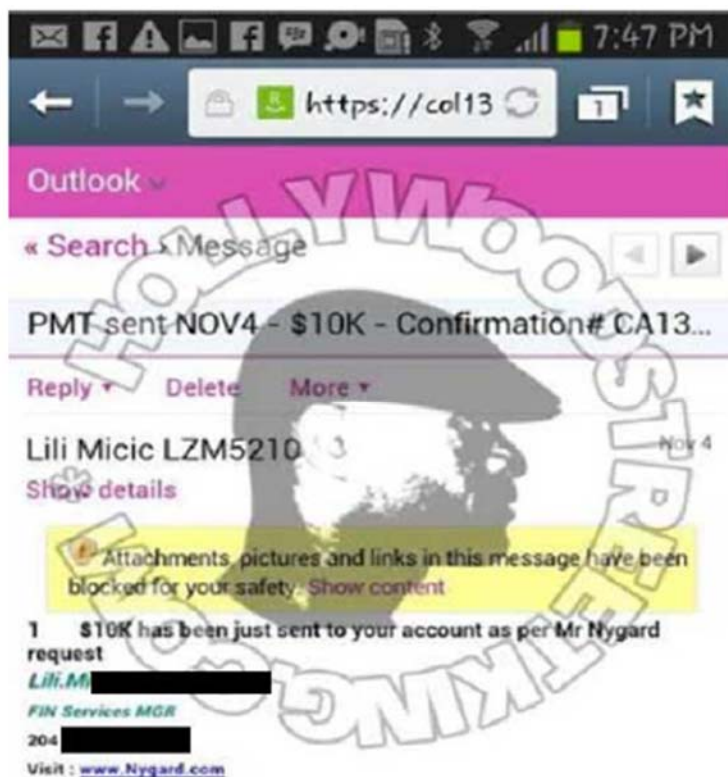 7:47 PM
https://col13
1
Outlook
« Search › Message
PMT sent NOV4 - $10K - Confirmation# CA13...
Reply Delete More
Lili Micic LZM5210
Nov 4
Show details
Attachments, pictures and links in this message have been
blocked for your safety. Show content
1 $10K has been just sent to your account as per Mr Nygard
request
Lili.Mi
FIN Services MGR
204
Visit : www.Nygard.com
HOLLYWOODSTREETKING.COM